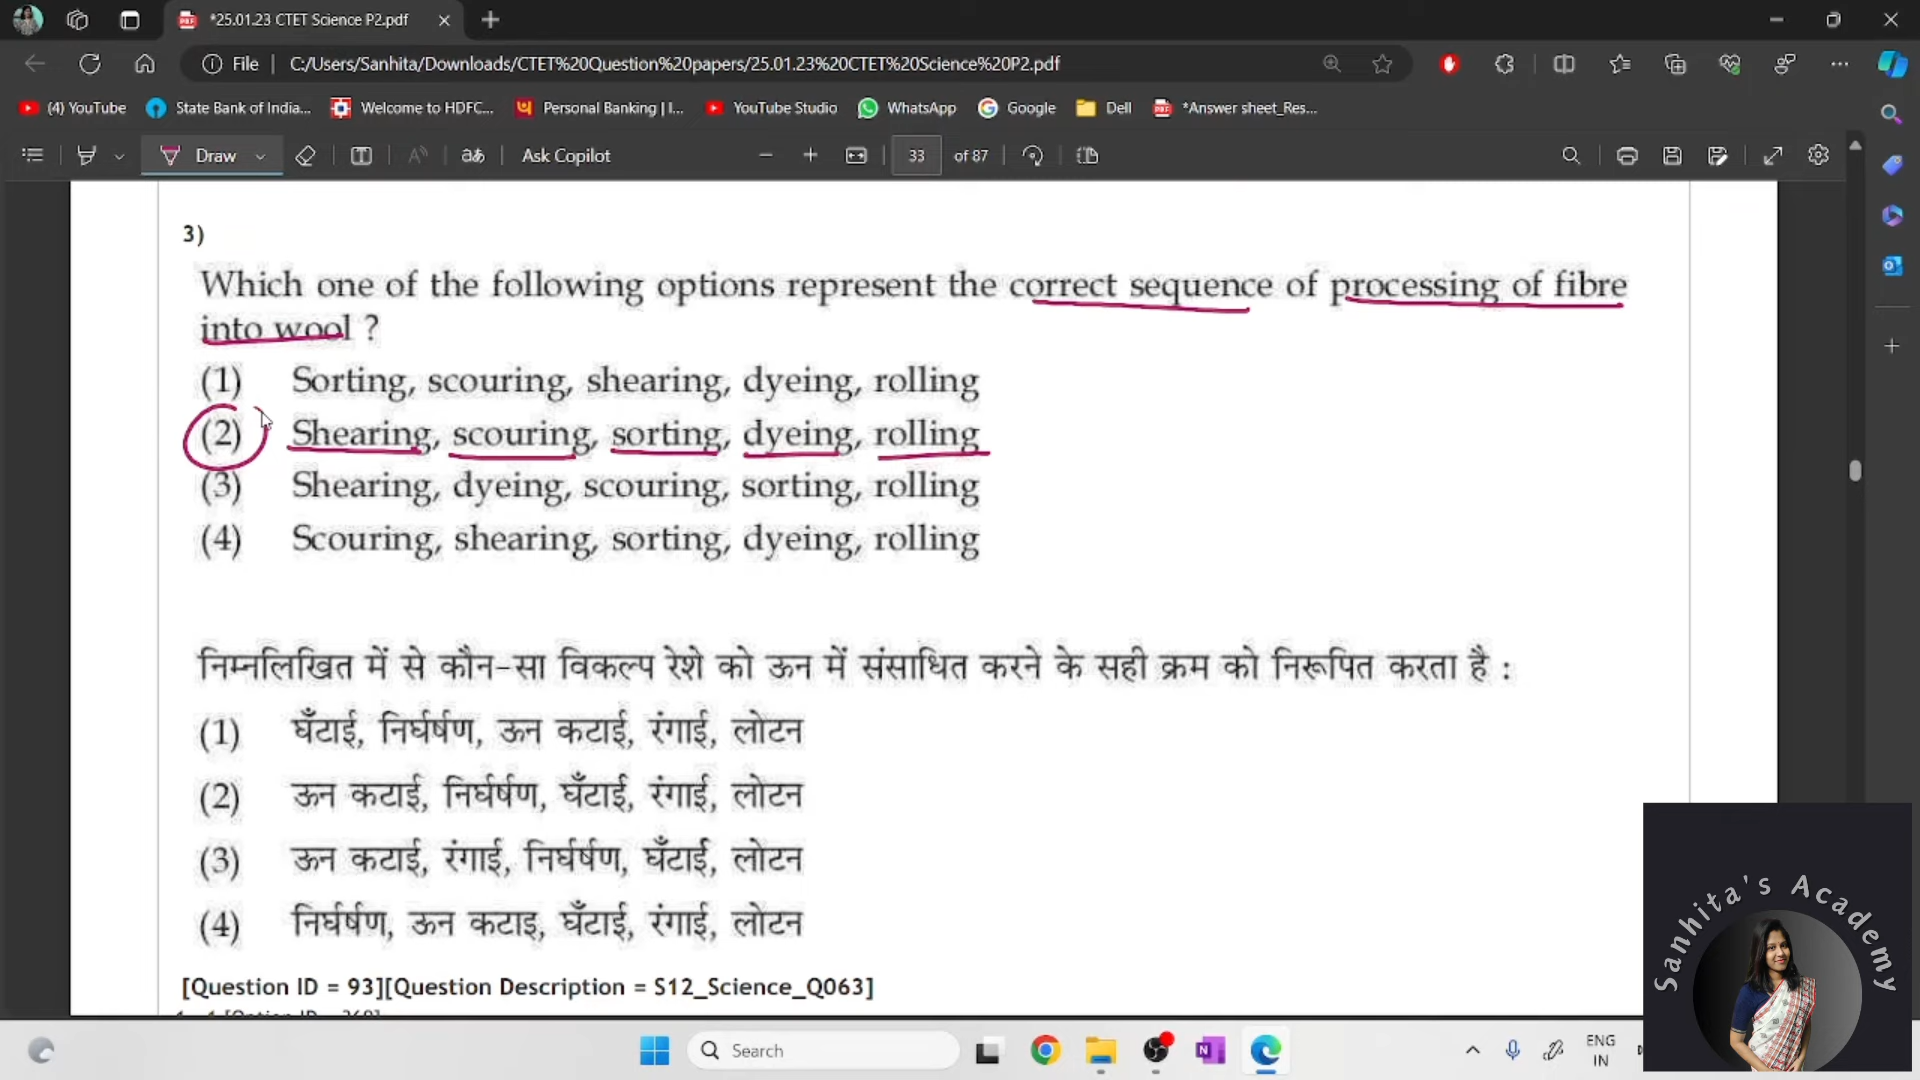 *25.01.23 CTET Science P2.pdf
File C:/Users/Sanhita/Downloads/CTET%20Question%20papers/25.01.23%20CTET%20Science%20P2.pdf
(4) YouTube State Bank of India... Welcome to HDFC... Personal Banking | I... YouTube Studio WhatsApp Google Dell *Answer sheet_Res...
Draw Ask Copilot 33 of 87
3)
Which one of the following options represent the correct sequence of processing of fibre
into wool ?
(1) Sorting, scouring, shearing, dyeing, rolling
(2) Shearing, scouring, sorting, dyeing, rolling
(3) Shearing, dyeing, scouring, sorting, rolling
(4) Scouring, shearing, sorting, dyeing, rolling
निम्नलिखित में से कौन-सा विकल्प रेशे को ऊन में संसाधित करने के सही क्रम को निरूपित करता है :
(1) घँटाई, निर्घर्षण, ऊन कटाई, रंगाई, लोटन
(2) ऊन कटाई, निर्घर्षण, घँटाई, रंगाई, लोटन
(3) ऊन कटाई, रंगाई, निर्घर्षण, घँटाई, लोटन
(4) निर्घर्षण, ऊन कटाइ, घँटाई, रंगाई, लोटन
[Question ID = 93][Question Description = S12_Science_Q063]
Sanhita's Academy
Search
ENG
IN